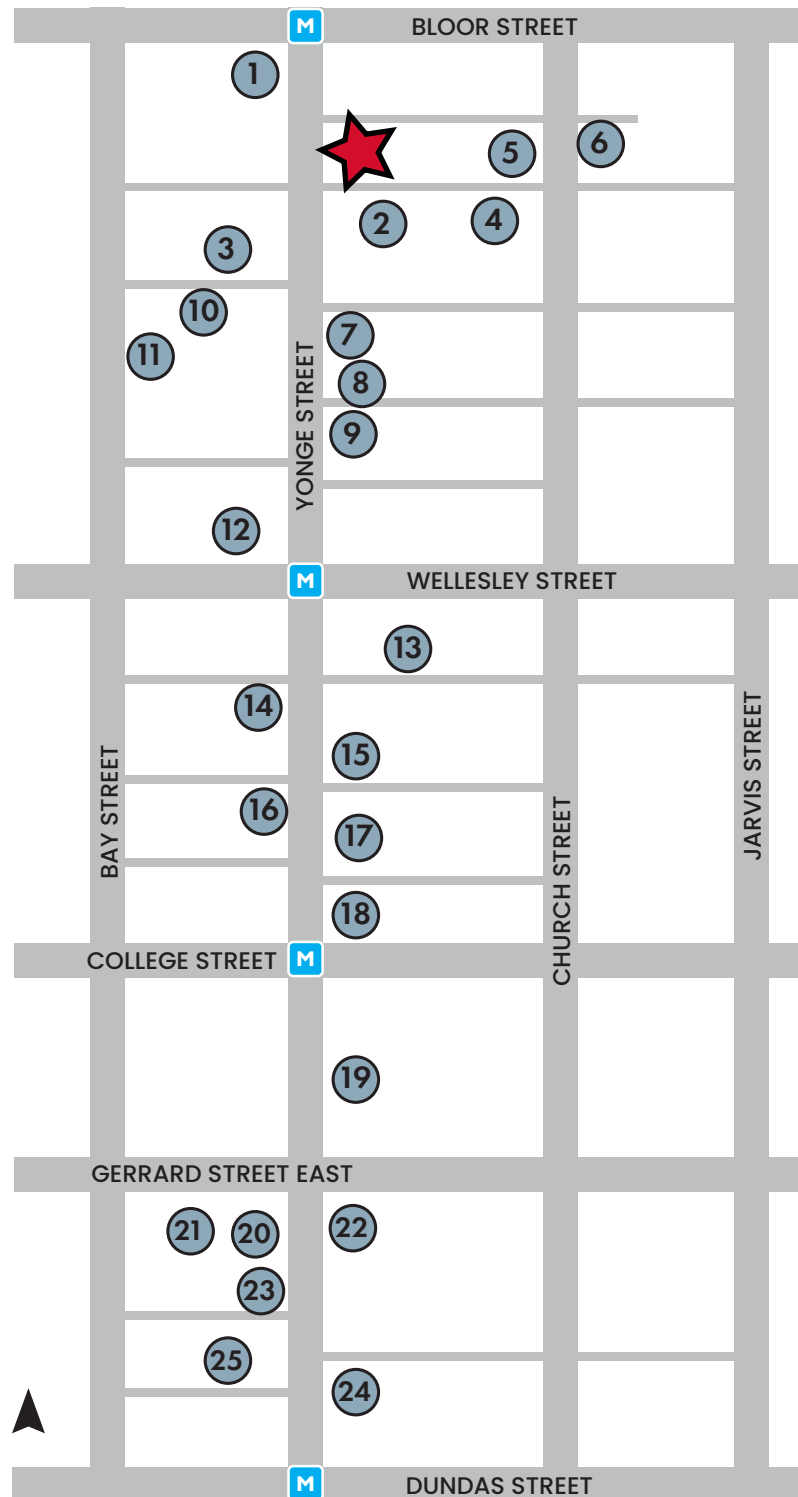 M
BLOOR STREET
1
5
6
2
4
3
10
7
11
8
9
YONGE STREET
12
M
WELLESLEY STREET
13
14
15
16
17
18
BAY STREET
CHURCH STREET
JARVIS STREET
COLLEGE STREET
M
19
GERRARD STREET EAST
21
20
22
23
25
24
M
DUNDAS STREET